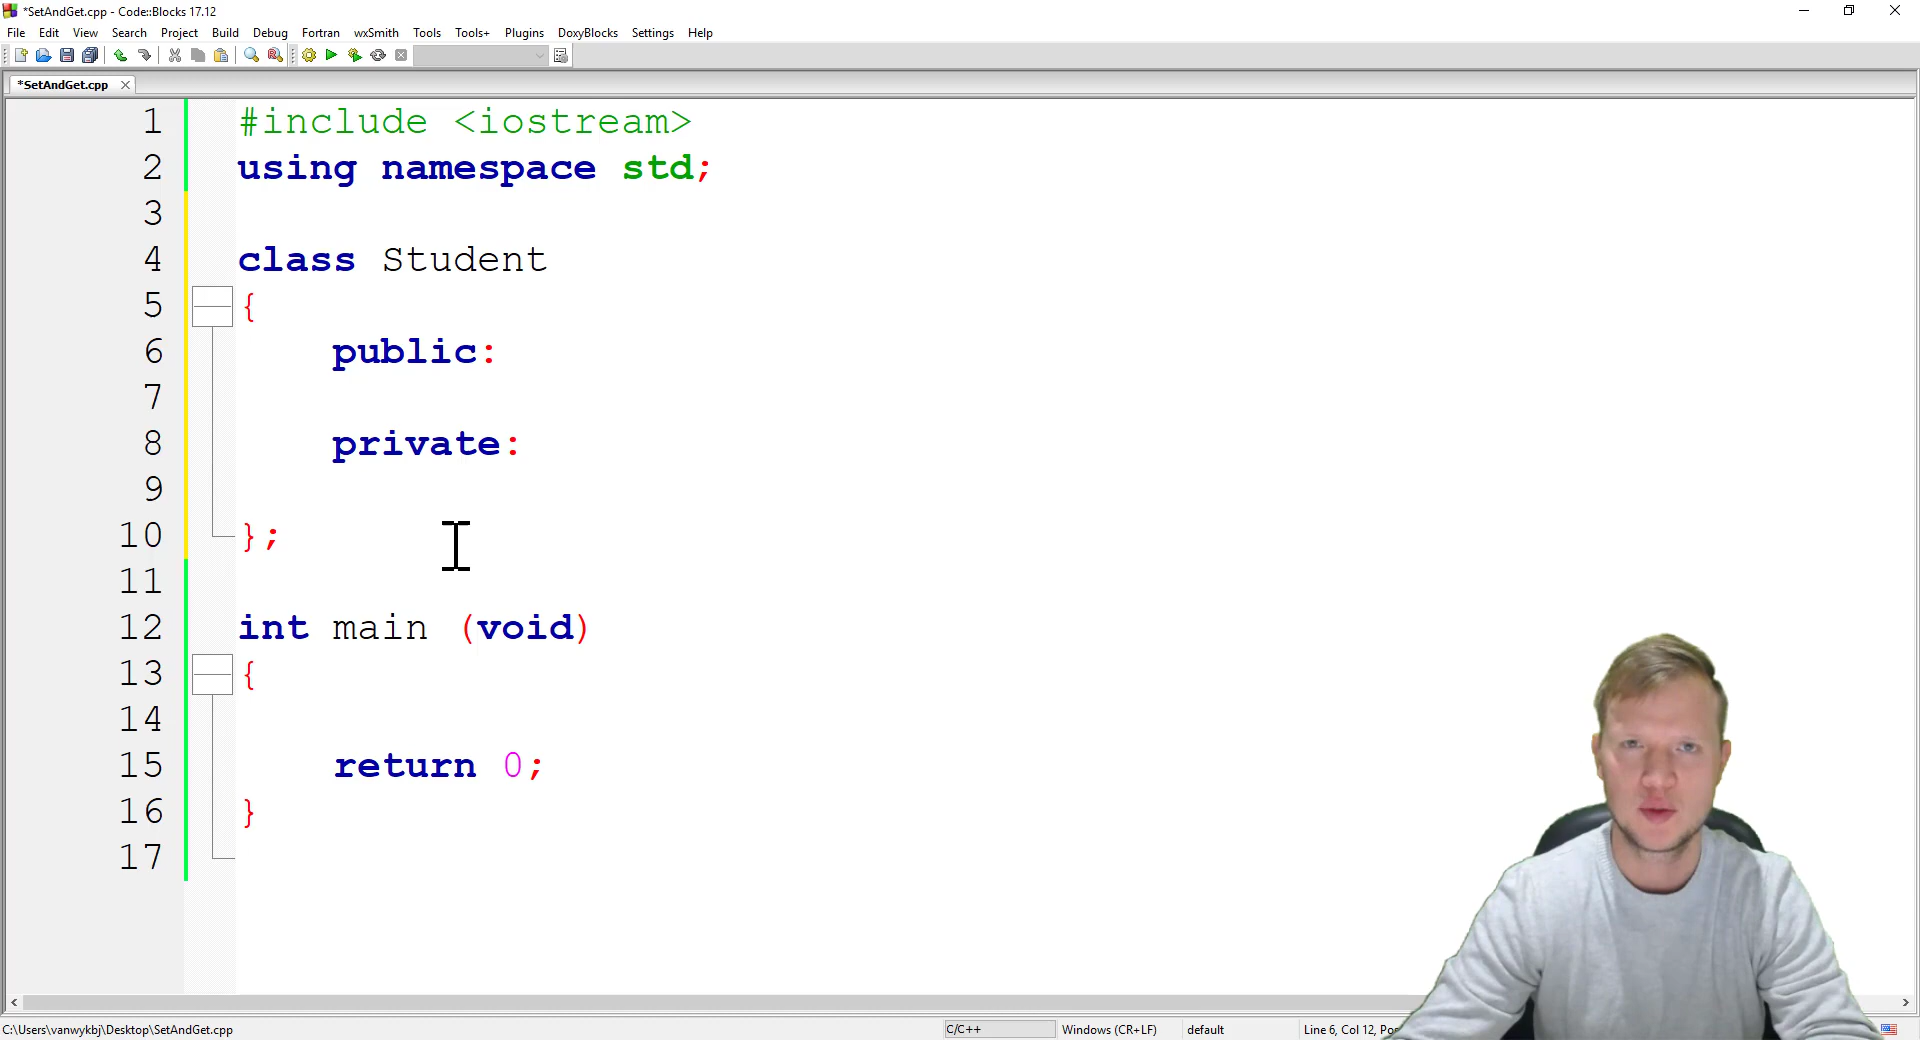 *SetAndGet.cpp - Code::Blocks 17.12
File Edit View Search Project Build Debug Fortran wxSmith Tools Tools+ Plugins DoxyBlocks Settings Help
*SetAndGet.cpp
1 #include <iostream>
2 using namespace std;
3
4 class Student
5 {
6 public:
7
8 private:
9
10 };
11
12 int main (void)
13 {
14
15 return 0;
16 }
17
C:\Users\vanwykbj\Desktop\SetAndGet.cpp C/C++ Windows (CR+LF) default Line 6, Col 12,